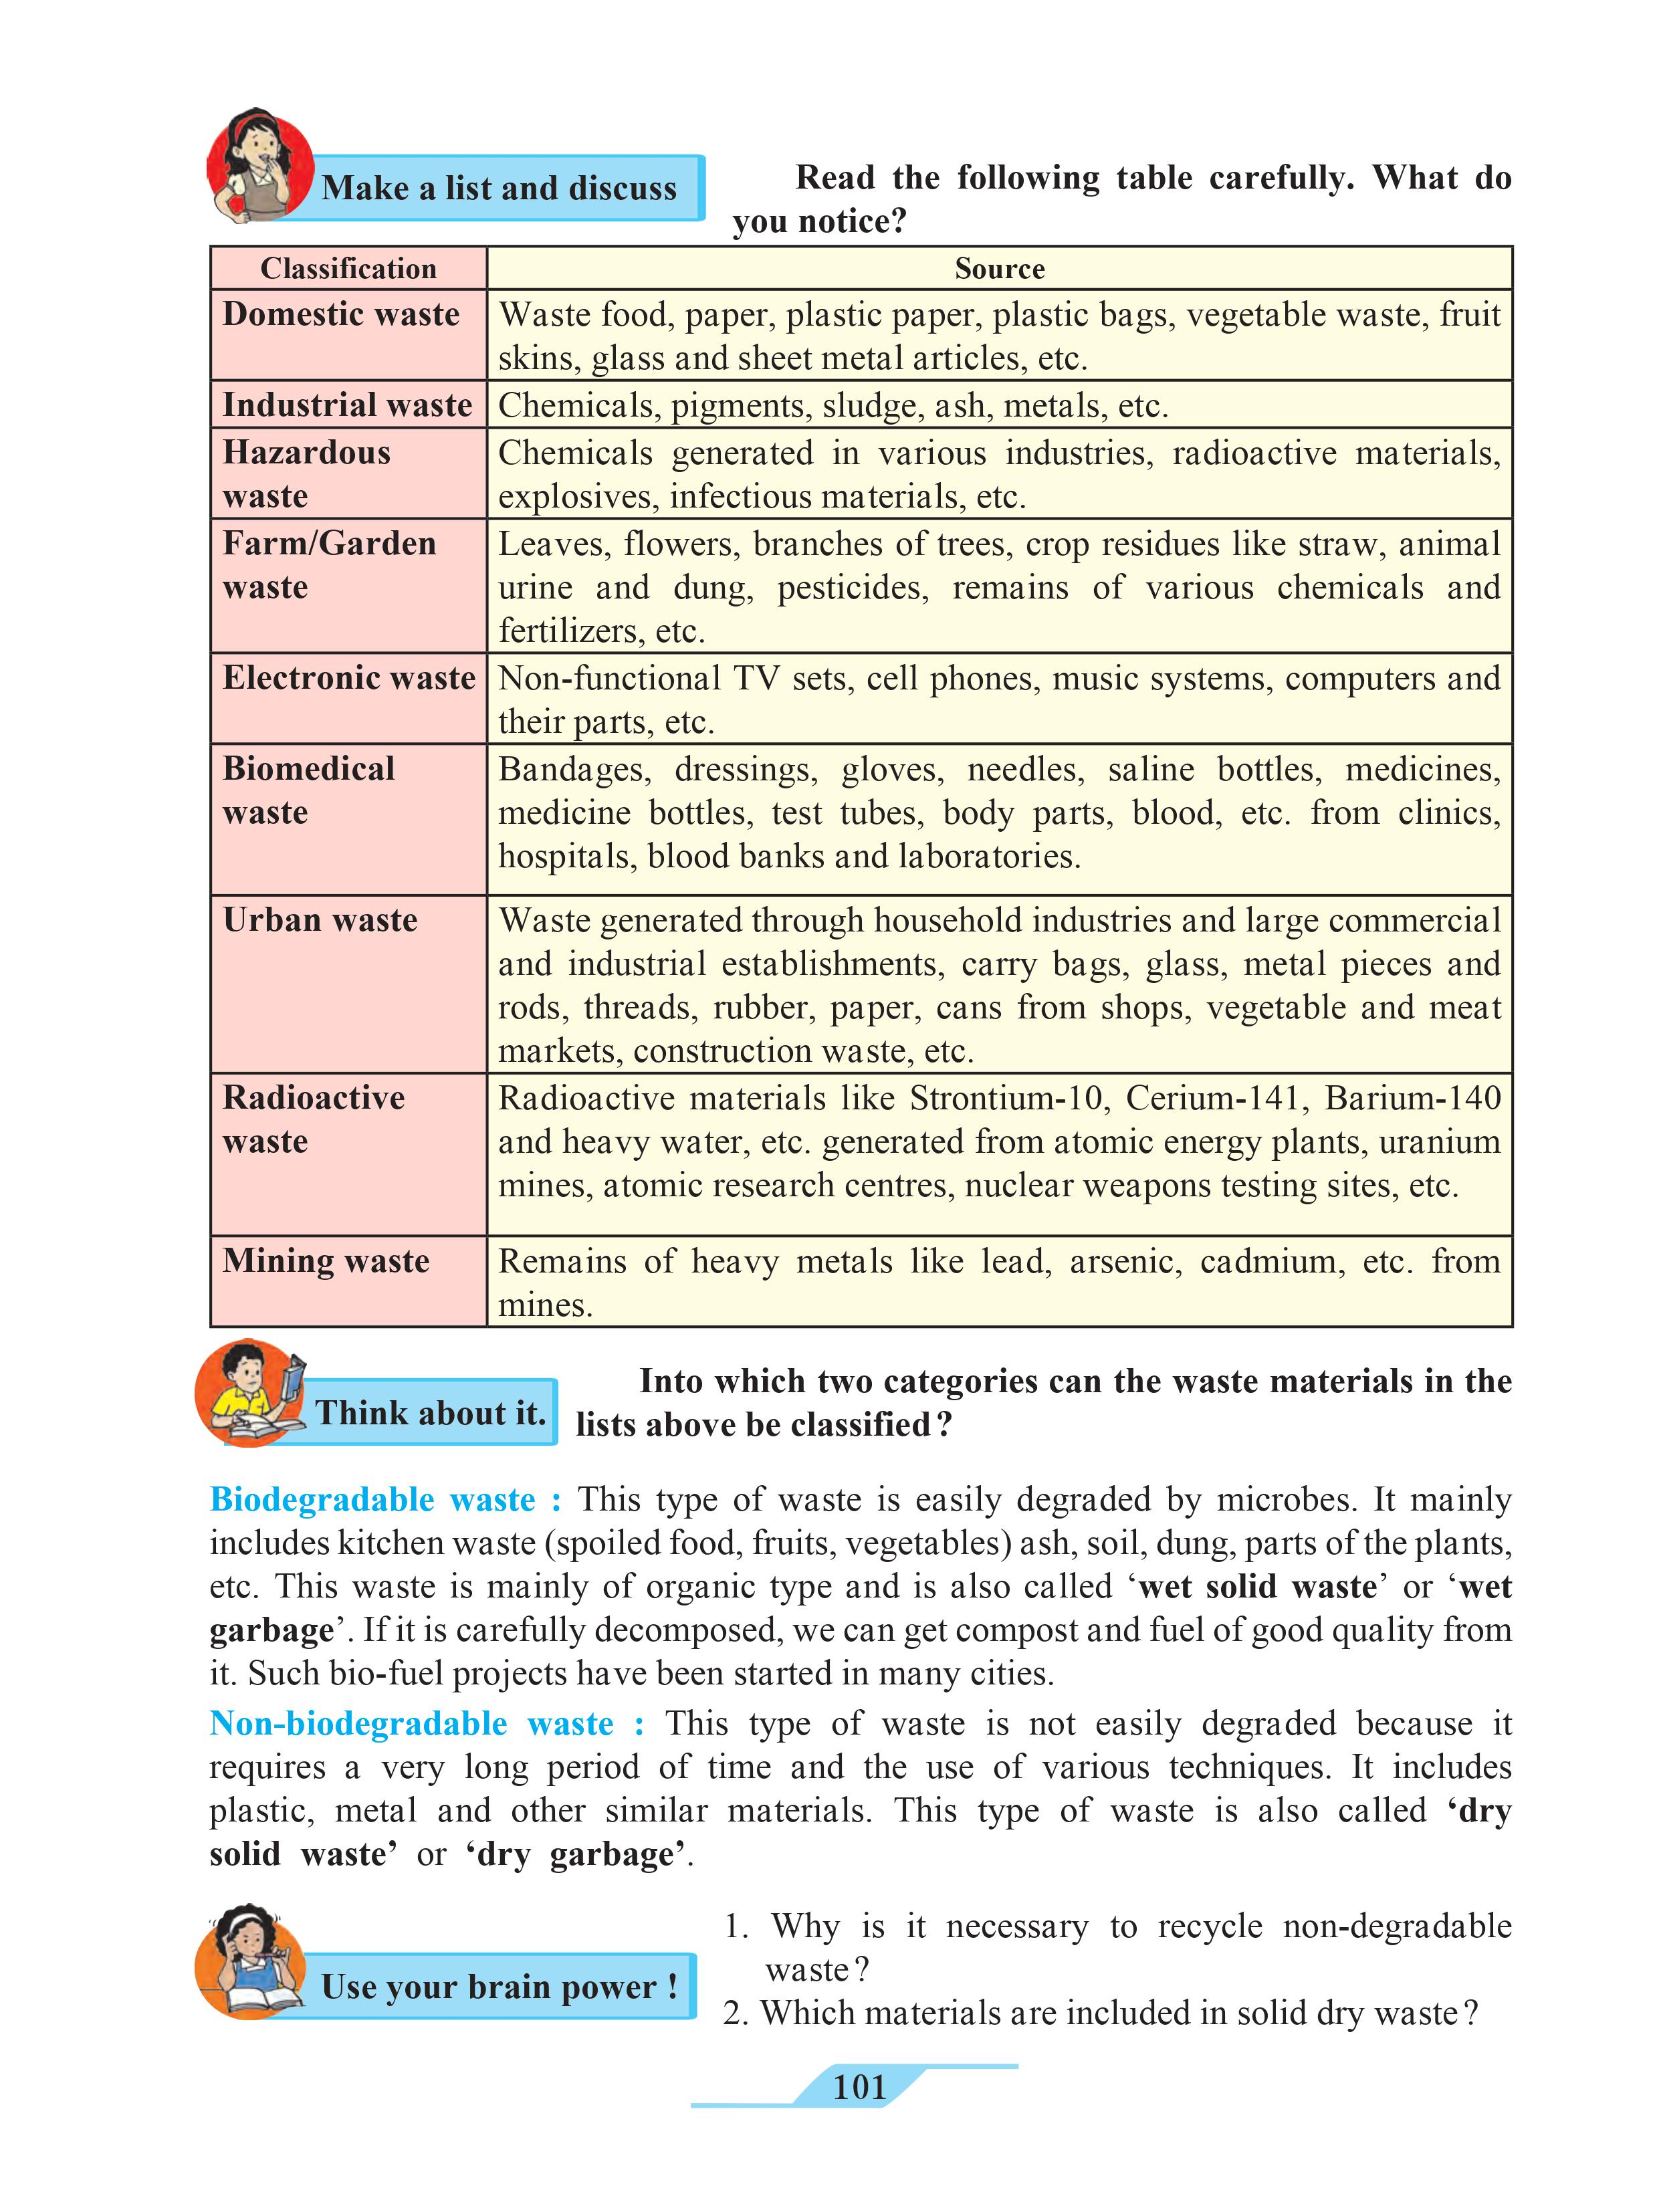 Make a list and discuss
Read the following table carefully. What do
you notice?
Classification
Source
Domestic waste
Waste food, paper, plastic paper, plastic bags, vegetable waste, fruit
skins, glass and sheet metal articles, etc.
Industrial waste
Chemicals, pigments, sludge, ash, metals, etc.
Hazardous
waste
Chemicals generated in various industries, radioactive materials,
explosives, infectious materials, etc.
Farm/Garden
waste
Leaves, flowers, branches of trees, crop residues like straw, animal
urine and dung, pesticides, remains of various chemicals and
fertilizers, etc.
Electronic waste
Non-functional TV sets, cell phones, music systems, computers and
their parts, etc.
Biomedical
waste
Bandages, dressings, gloves, needles, saline bottles, medicines,
medicine bottles, test tubes, body parts, blood, etc. from clinics,
hospitals, blood banks and laboratories.
Urban waste
Waste generated through household industries and large commercial
and industrial establishments, carry bags, glass, metal pieces and
rods, threads, rubber, paper, cans from shops, vegetable and meat
markets, construction waste, etc.
Radioactive
waste
Radioactive materials like Strontium-10, Cerium-141, Barium-140
and heavy water, etc. generated from atomic energy plants, uranium
mines, atomic research centres, nuclear weapons testing sites, etc.
Mining waste
Remains of heavy metals like lead, arsenic, cadmium, etc. from
mines.
Think about it.
Into which two categories can the waste materials in the
lists above be classified?
Biodegradable waste : This type of waste is easily degraded by microbes. It mainly
includes kitchen waste (spoiled food, fruits, vegetables) ash, soil, dung, parts of the plants,
etc. This waste is mainly of organic type and is also called ‘wet solid waste’ or ‘wet
garbage’. If it is carefully decomposed, we can get compost and fuel of good quality from
it. Such bio-fuel projects have been started in many cities.
Non-biodegradable waste : This type of waste is not easily degraded because it
requires a very long period of time and the use of various techniques. It includes
plastic, metal and other similar materials. This type of waste is also called ‘dry
solid waste’ or ‘dry garbage’.
Use your brain power !
1. Why is it necessary to recycle non-degradable
waste?
2. Which materials are included in solid dry waste?
101